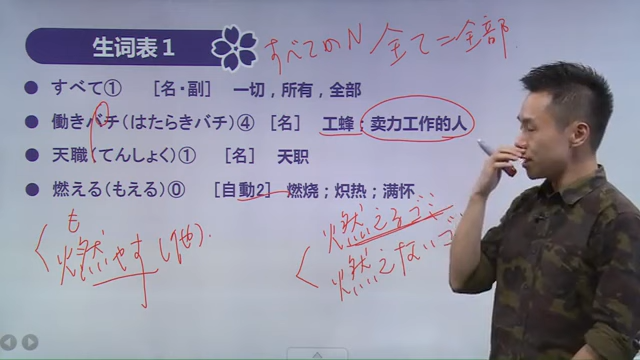 生词表 1
すべてのN 全て=全部
すべて① [名・副] 一切，所有，全部
働きバチ（はたらきバチ）④ [名] 工蜂；卖力工作的人
天職（てんしょく）① [名] 天职
燃える（もえる）⓪ [自動2] 燃烧；炽热；满怀
も
燃やす（他）.
燃えるゴミ
燃えないゴミ